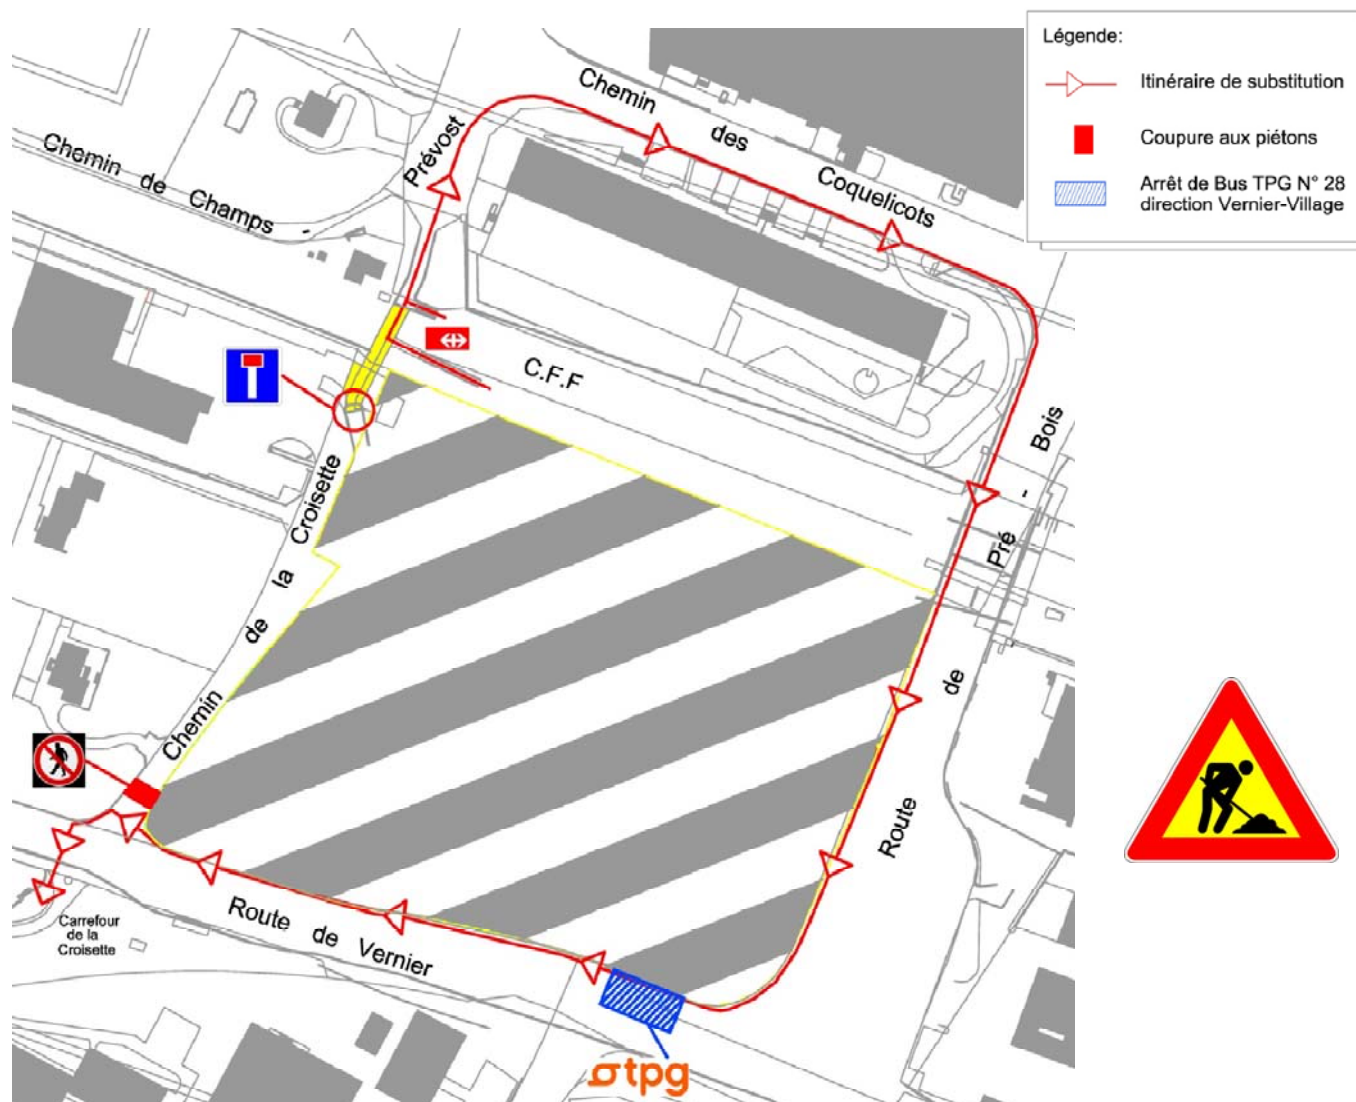 Légende:
Itinéraire de substitution
Coupure aux piétons
Arrêt de Bus TPG N° 28
direction Vernier-Village
Chemin des Coquelicots
Prévost
Chemin de Champs
C.F.F
Bois
Pré
de
Route
Croisette
la
de
Chemin
Route de Vernier
Carrefour
de la
Croisette
tpg